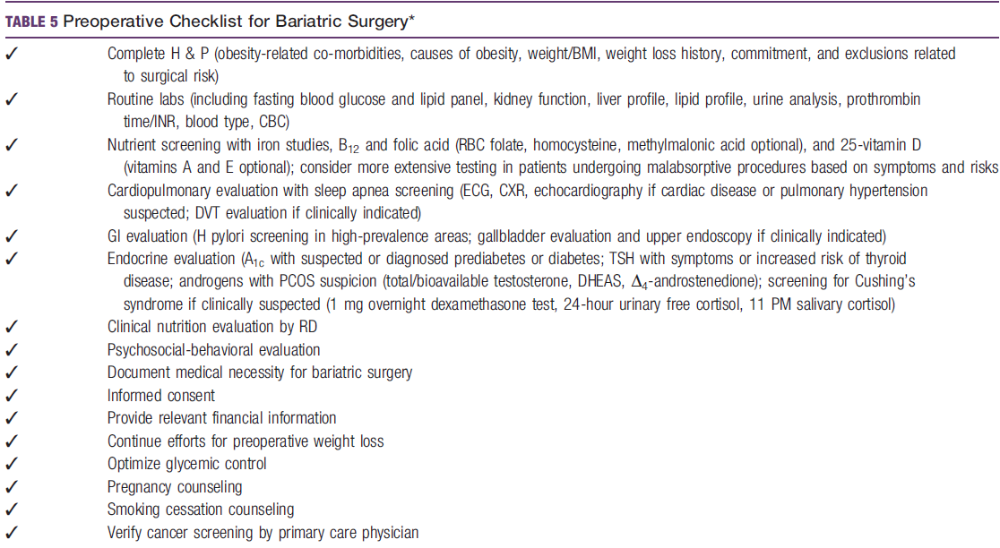 TABLE 5 Preoperative Checklist for Bariatric Surgery*
✓ Complete H & P (obesity-related co-morbidities, causes of obesity, weight/BMI, weight loss history, commitment, and exclusions related
to surgical risk)
✓ Routine labs (including fasting blood glucose and lipid panel, kidney function, liver profile, lipid profile, urine analysis, prothrombin
time/INR, blood type, CBC)
✓ Nutrient screening with iron studies, B12 and folic acid (RBC folate, homocysteine, methylmalonic acid optional), and 25-vitamin D
(vitamins A and E optional); consider more extensive testing in patients undergoing malabsorptive procedures based on symptoms and risks
✓ Cardiopulmonary evaluation with sleep apnea screening (ECG, CXR, echocardiography if cardiac disease or pulmonary hypertension
suspected; DVT evaluation if clinically indicated)
✓ GI evaluation (H pylori screening in high-prevalence areas; gallbladder evaluation and upper endoscopy if clinically indicated)
✓ Endocrine evaluation (A1c with suspected or diagnosed prediabetes or diabetes; TSH with symptoms or increased risk of thyroid
disease; androgens with PCOS suspicion (total/bioavailable testosterone, DHEAS, Δ4-androstenedione); screening for Cushing's
syndrome if clinically suspected (1 mg overnight dexamethasone test, 24-hour urinary free cortisol, 11 PM salivary cortisol)
✓ Clinical nutrition evaluation by RD
✓ Psychosocial-behavioral evaluation
✓ Document medical necessity for bariatric surgery
✓ Informed consent
✓ Provide relevant financial information
✓ Continue efforts for preoperative weight loss
✓ Optimize glycemic control
✓ Pregnancy counseling
✓ Smoking cessation counseling
✓ Verify cancer screening by primary care physician